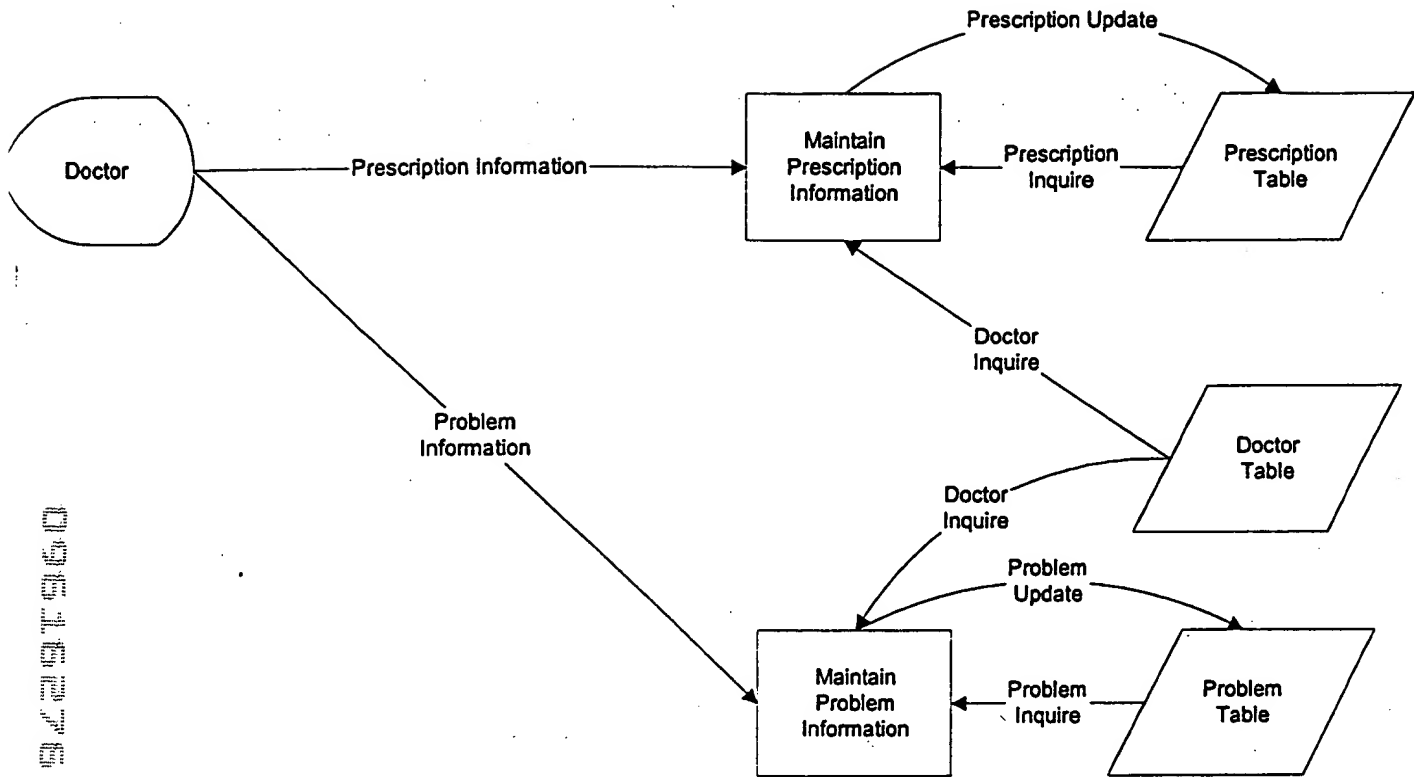 Prescription Update
Doctor
Prescription Information
Maintain
Prescription
Information
Prescription
Inquire
Prescription
Table
Doctor
Inquire
Problem
Information
Doctor
Table
Doctor
Inquire
Problem
Update
Maintain
Problem
Information
Problem
Inquire
Problem
Table